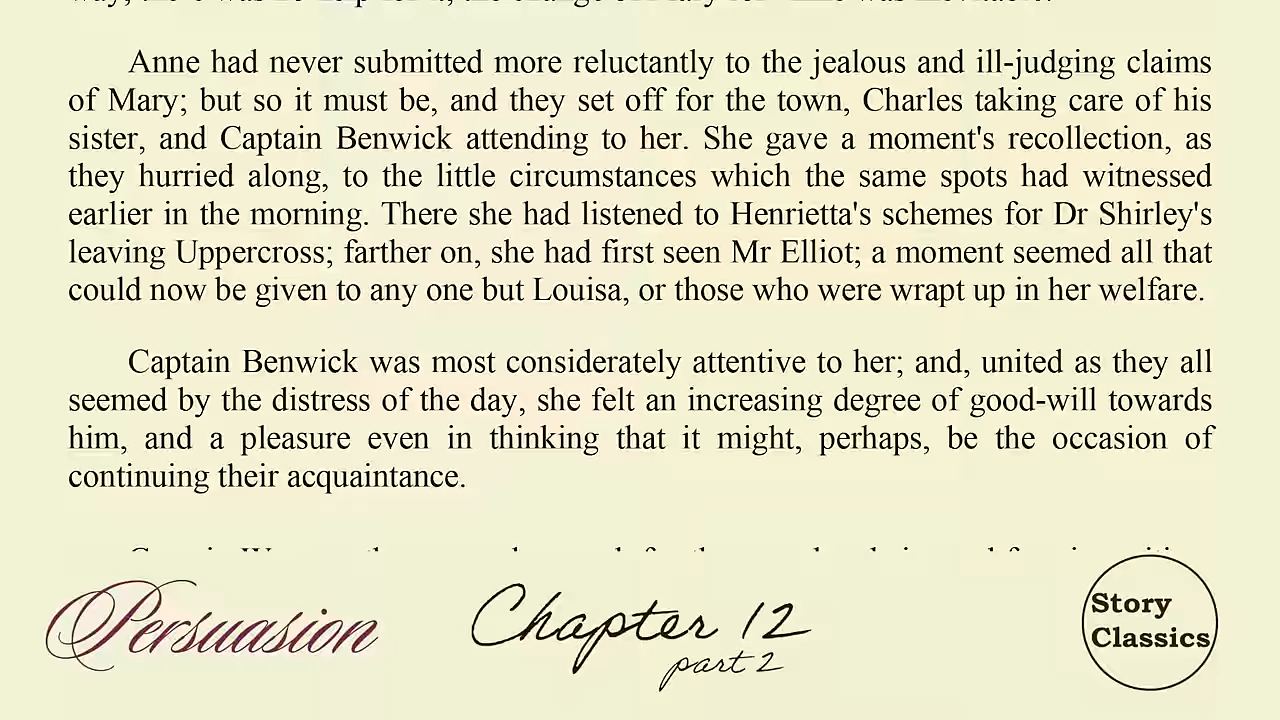 Anne had never submitted more reluctantly to the jealous and ill-judging claims
of Mary; but so it must be, and they set off for the town, Charles taking care of his
sister, and Captain Benwick attending to her. She gave a moment's recollection, as
they hurried along, to the little circumstances which the same spots had witnessed
earlier in the morning. There she had listened to Henrietta's schemes for Dr Shirley's
leaving Uppercross; farther on, she had first seen Mr Elliot; a moment seemed all that
could now be given to any one but Louisa, or those who were wrapt up in her welfare.
Captain Benwick was most considerately attentive to her; and, united as they all
seemed by the distress of the day, she felt an increasing degree of good-will towards
him, and a pleasure even in thinking that it might, perhaps, be the occasion of
continuing their acquaintance.
Persuasion
Chapter 12
part 2
Story
Classics